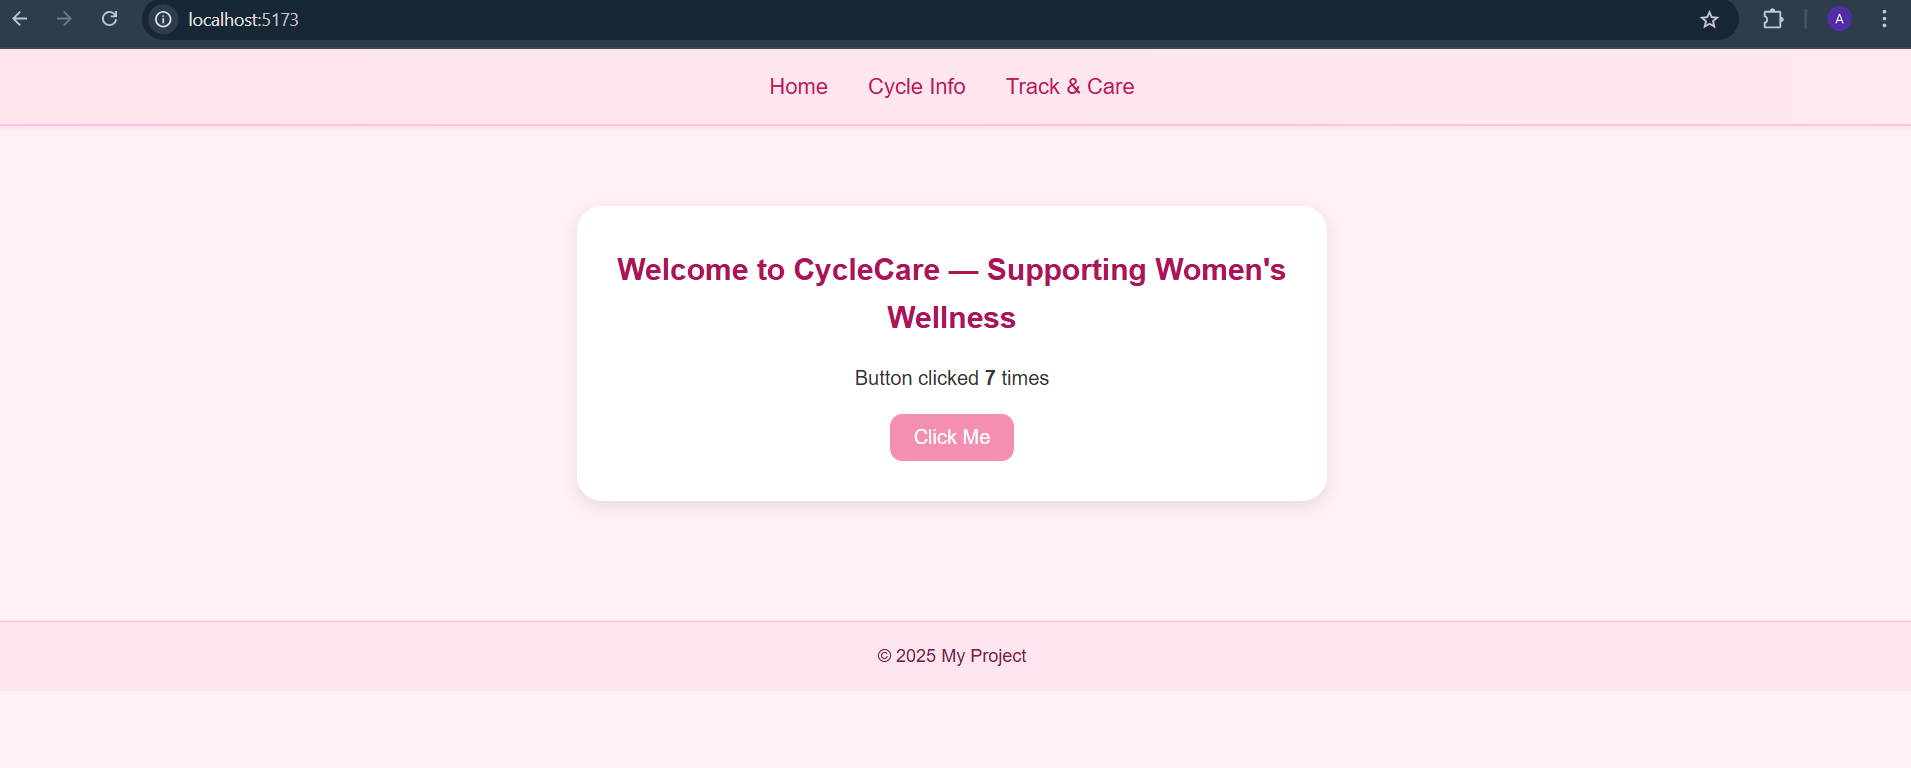 localhost:5173
A
Home Cycle Info Track & Care
Welcome to CycleCare — Supporting Women's
Wellness
Button clicked 7 times
Click Me
© 2025 My Project